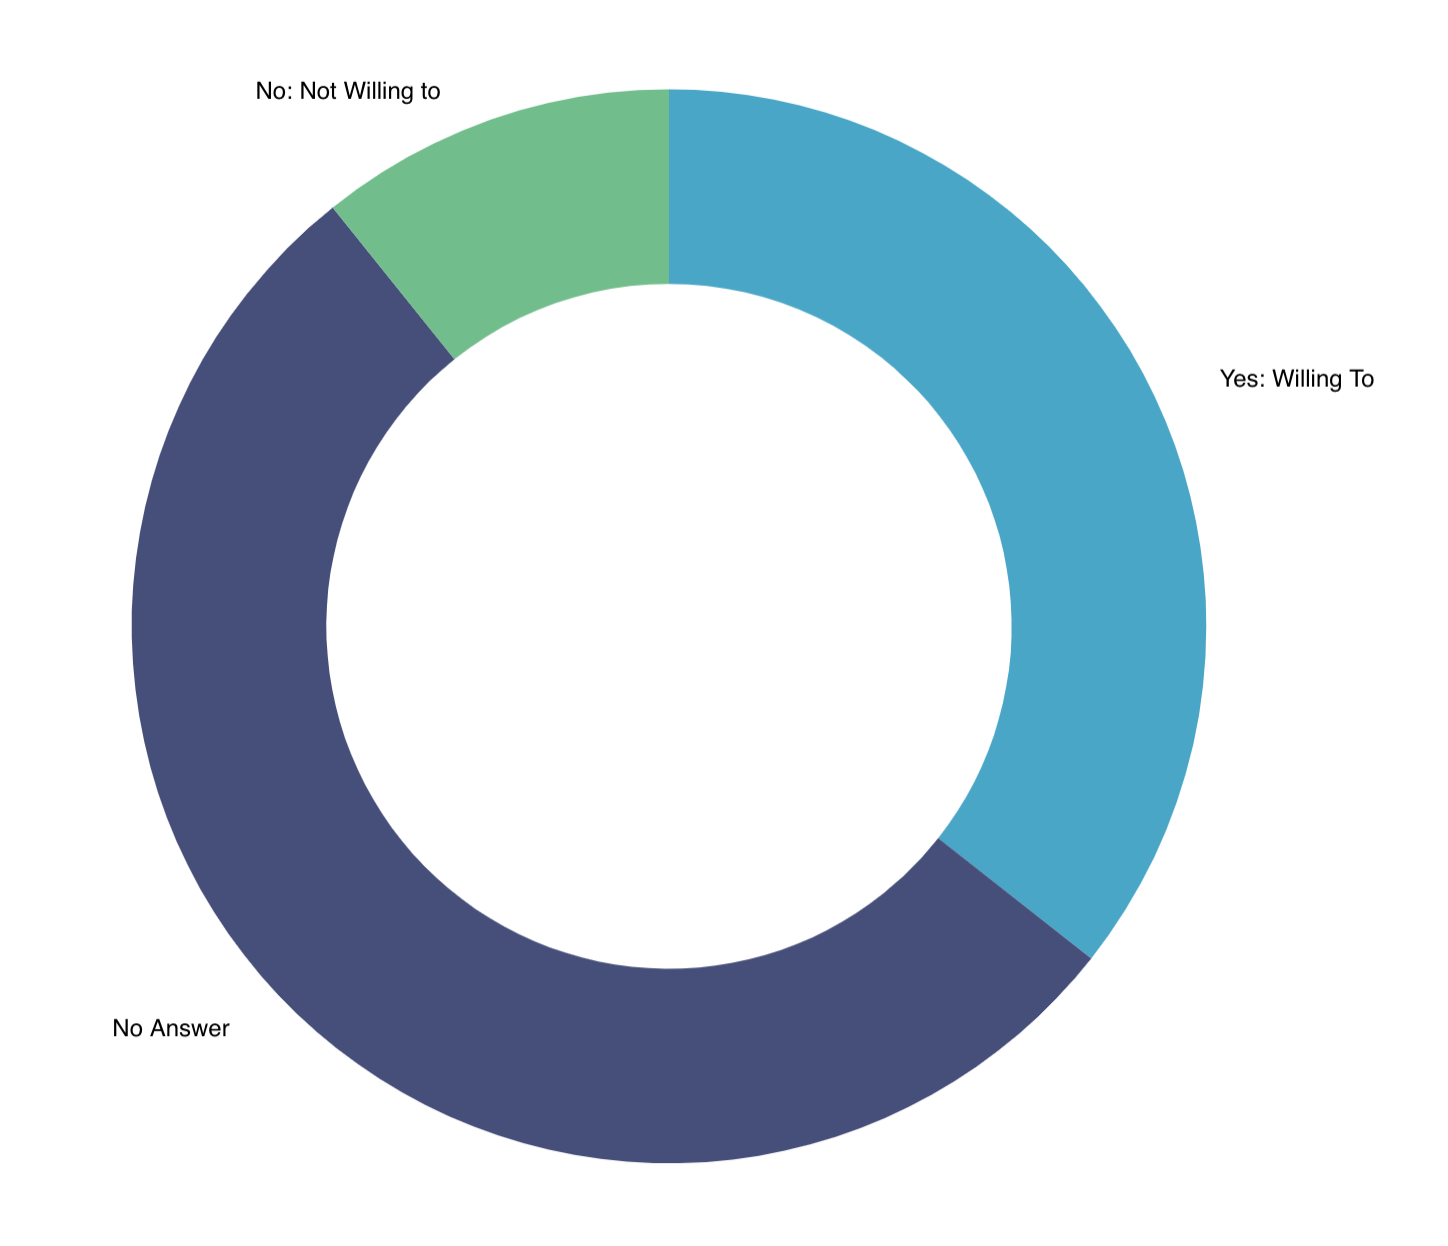 No: Not Willing to
Yes: Willing To
No Answer